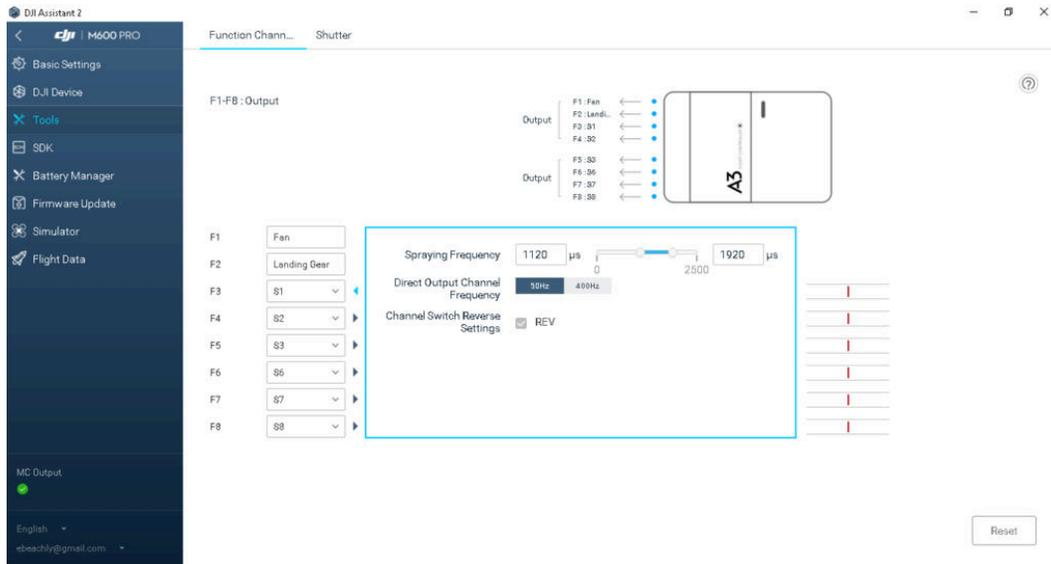 DJI Assistant 2
dji | M600 PRO
Function Chann... Shutter
Basic Settings
DJI Device
Tools
SDK
Battery Manager
Firmware Update
Simulator
Flight Data
F1-F8 : Output
Output
F1 : Fan
F2 : Landi...
F3 : S1
F4 : S2
Output
F5 : S3
F6 : S6
F7 : S7
F8 : S8
A3
F1 Fan
F2 Landing Gear
F3 S1
F4 S2
F5 S3
F6 S6
F7 S7
F8 S8
Spraying Frequency 1120 μs 1920 μs
0 2500
Direct Output Channel
Frequency
50Hz 400Hz
Channel Switch Reverse
Settings
REV
MC Output
English
ebeachly@gmail.com
Reset